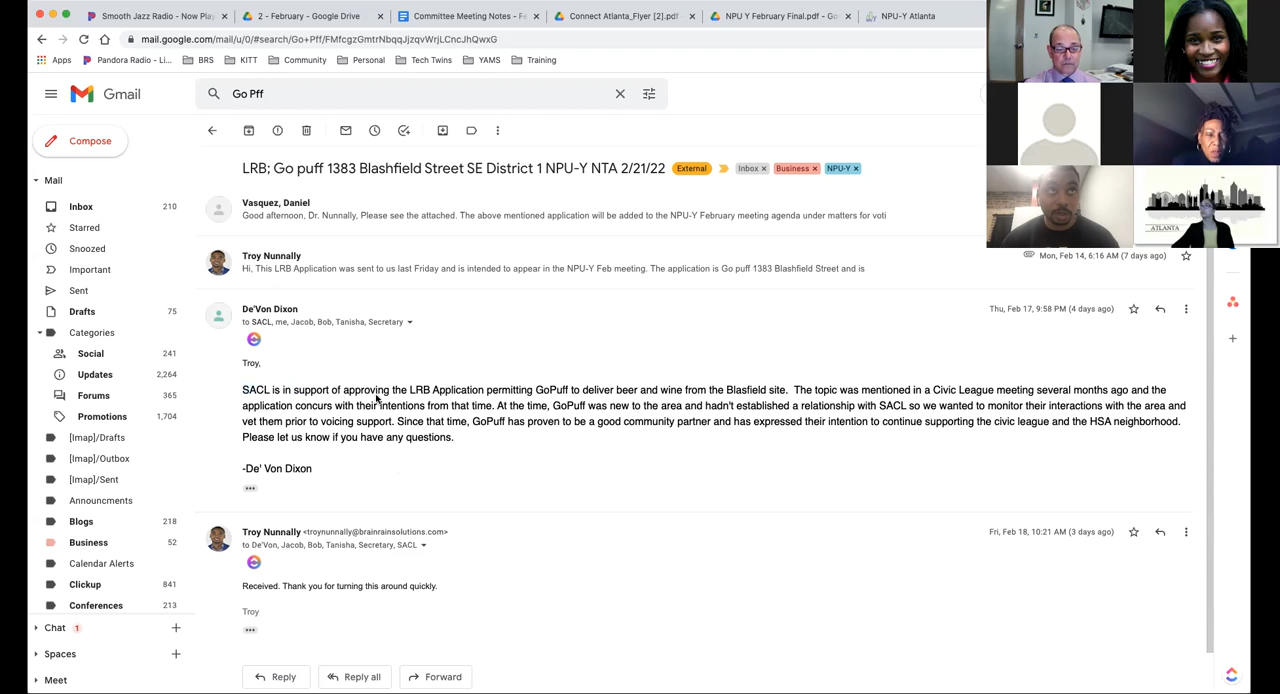 Smooth Jazz Radio - Now Play
2 - February - Google Drive
Committee Meeting Notes - Fe
Connect Atlanta_Flyer [2].pdf
NPU Y February Final.pdf - Go
NPU-Y Atlanta
mail.google.com/mail/u/0/#search/Go+Pff/FMfcgzGmtrNbqqJjzqvWrjLCncJhQwxG
Apps
Pandora Radio - Li...
BRS
KITT
Community
Personal
Tech Twins
YAMS
Training
Gmail
Go Pff
Compose
LRB; Go puff 1383 Blashfield Street SE District 1 NPU-Y NTA 2/21/22
External
Inbox
Business
NPU-Y
Mail
Inbox 210
Starred
Snoozed
Important
Sent
Drafts 75
Categories
Social 241
Updates 2,264
Forums 365
Promotions 1,704
[Imap]/Drafts
[Imap]/Outbox
[Imap]/Sent
Announcments
Blogs 218
Business 52
Calendar Alerts
Clickup 841
Conferences 213
Chat 1
Spaces
Meet
Vasquez, Daniel
Good afternoon, Dr. Nunnally, Please see the attached. The above mentioned application will be added to the NPU-Y February meeting agenda under matters for voti
Troy Nunnally
Mon, Feb 14, 6:16 AM (7 days ago)
Hi, This LRB Application was sent to us last Friday and is intended to appear in the NPU-Y Feb meeting. The application is Go puff 1383 Blashfield Street and is
De'Von Dixon
Thu, Feb 17, 9:58 PM (4 days ago)
to SACL, me, Jacob, Bob, Tanisha, Secretary
Troy,
SACL is in support of approving the LRB Application permitting GoPuff to deliver beer and wine from the Blasfield site. The topic was mentioned in a Civic League meeting several months ago and the
application concurs with their intentions from that time. At the time, GoPuff was new to the area and hadn't established a relationship with SACL so we wanted to monitor their interactions with the area and
vet them prior to voicing support. Since that time, GoPuff has proven to be a good community partner and has expressed their intention to continue supporting the civic league and the HSA neighborhood.
Please let us know if you have any questions.
-De' Von Dixon
Troy Nunnally <troynunnally@brainrainsolutions.com>
Fri, Feb 18, 10:21 AM (3 days ago)
to De'Von, Jacob, Bob, Tanisha, Secretary, SACL
Received. Thank you for turning this around quickly.
Troy
Reply
Reply all
Forward
ATLANTA